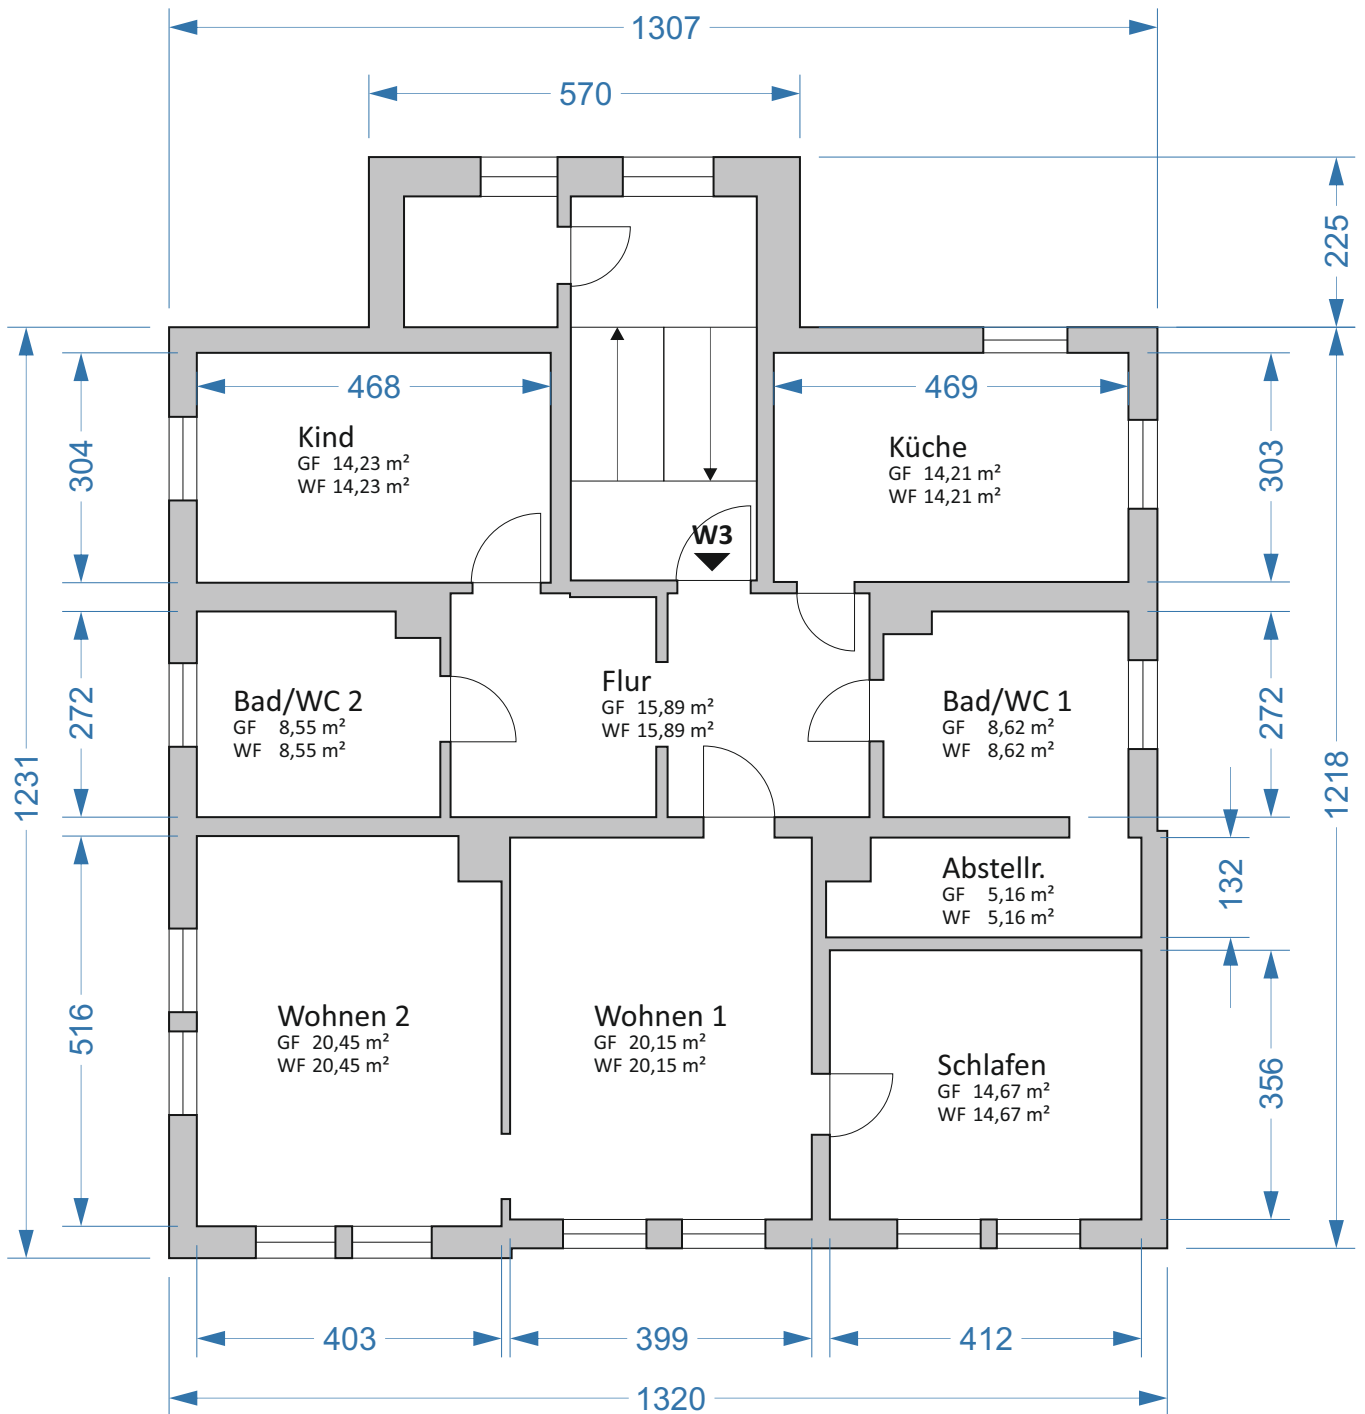 1307
570
225
468
469
304
Kind
GF 14,23 m²
WF 14,23 m²
Küche
GF 14,21 m²
WF 14,21 m²
303
W3
272
Bad/WC 2
GF 8,55 m²
WF 8,55 m²
Flur
GF 15,89 m²
WF 15,89 m²
Bad/WC 1
GF 8,62 m²
WF 8,62 m²
272
1231
1218
Abstellr.
GF 5,16 m²
WF 5,16 m²
132
516
Wohnen 2
GF 20,45 m²
WF 20,45 m²
Wohnen 1
GF 20,15 m²
WF 20,15 m²
Schlafen
GF 14,67 m²
WF 14,67 m²
356
403
399
412
1320